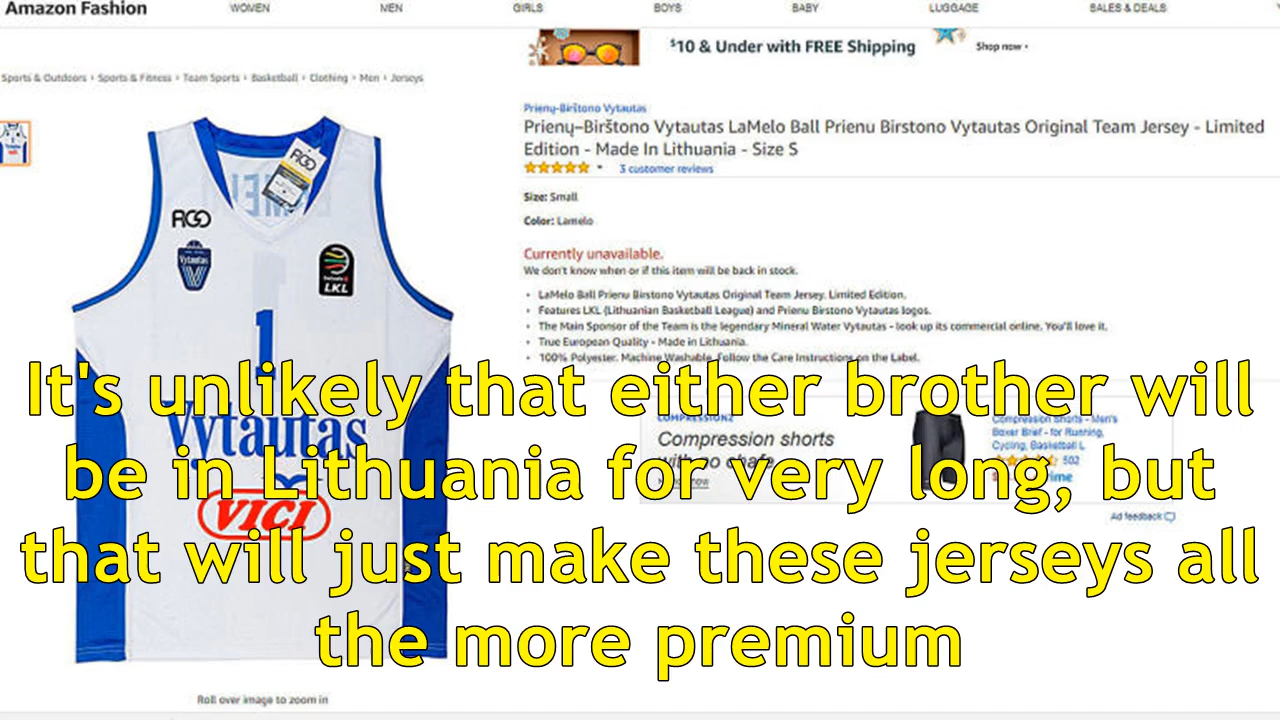 Amazon Fashion
WOMEN
MEN
GIRLS
BOYS
BABY
LUGGAGE
SALES & DEALS
$10 & Under with FREE Shipping
Shop now ›
Sports & Outdoors › Sports & Fitness › Team Sports › Basketball › Clothing › Men › Jerseys
Prienų-Birštono Vytautas
Prienų–Birštono Vytautas LaMelo Ball Prienu Birstono Vytautas Original Team Jersey - Limited
Edition - Made In Lithuania - Size S
3 customer reviews
Size: Small
Color: Lamelo
Currently unavailable.
We don't know when or if this item will be back in stock.
• LaMelo Ball Prienu Birstono Vytautas Original Team Jersey. Limited Edition.
• Features LKL (Lithuanian Basketball League) and Prienu Birstono Vytautas logos.
• The Main Sponsor of the Team is the legendary Mineral Water Vytautas - look up its commercial online. You'll love it.
• True European Quality - Made in Lithuania.
• 100% Polyester. Machine Washable. Follow the Care Instructions on the Label.
RGO
RGO
Vytautas
LKL
1
Vytautas
VICI
COMPRESSIONZ
Compression shorts
with no chafe
Compression Shorts - Men's
Boxer Brief - for Running,
Cycling, Basketball L
502
Ad feedback
It's unlikely that either brother will
be in Lithuania for very long, but
that will just make these jerseys all
the more premium
Roll over image to zoom in